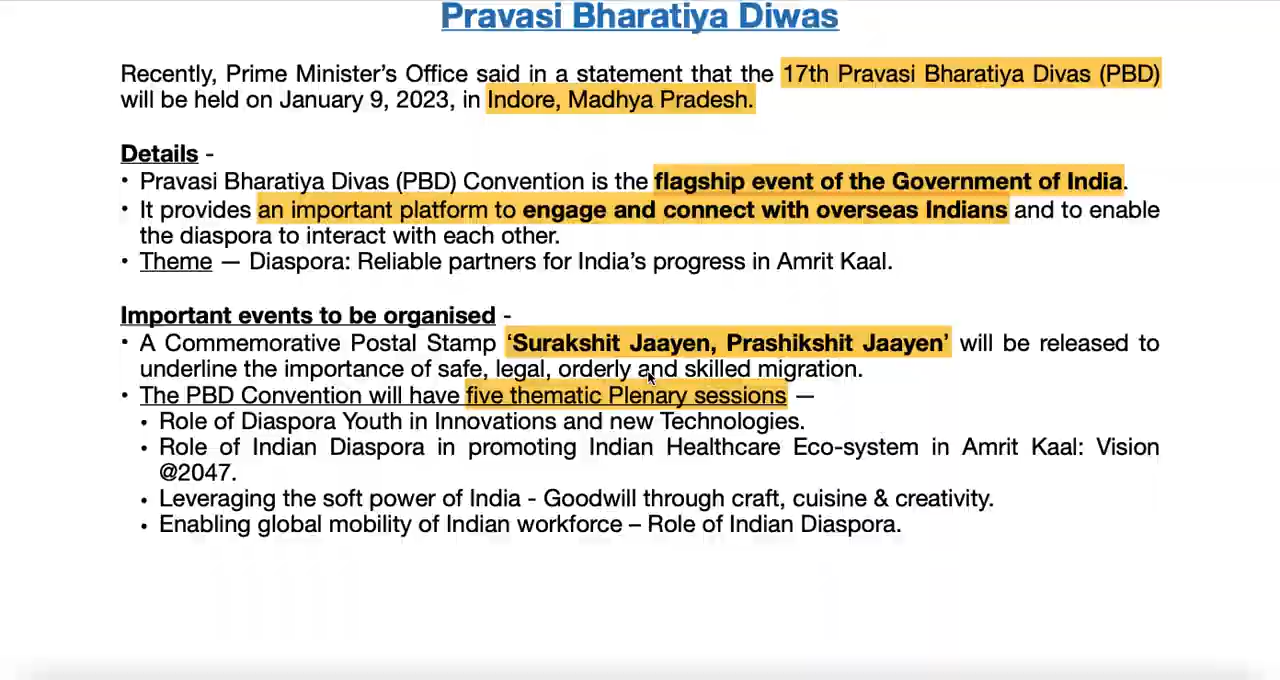 Pravasi Bharatiya Diwas
Recently, Prime Minister’s Office said in a statement that the 17th Pravasi Bharatiya Divas (PBD)
will be held on January 9, 2023, in Indore, Madhya Pradesh.
Details -
• Pravasi Bharatiya Divas (PBD) Convention is the flagship event of the Government of India.
• It provides an important platform to engage and connect with overseas Indians and to enable
the diaspora to interact with each other.
• Theme — Diaspora: Reliable partners for India’s progress in Amrit Kaal.
Important events to be organised -
• A Commemorative Postal Stamp ‘Surakshit Jaayen, Prashikshit Jaayen’ will be released to
underline the importance of safe, legal, orderly and skilled migration.
• The PBD Convention will have five thematic Plenary sessions —
• Role of Diaspora Youth in Innovations and new Technologies.
• Role of Indian Diaspora in promoting Indian Healthcare Eco-system in Amrit Kaal: Vision
@2047.
• Leveraging the soft power of India - Goodwill through craft, cuisine & creativity.
• Enabling global mobility of Indian workforce – Role of Indian Diaspora.